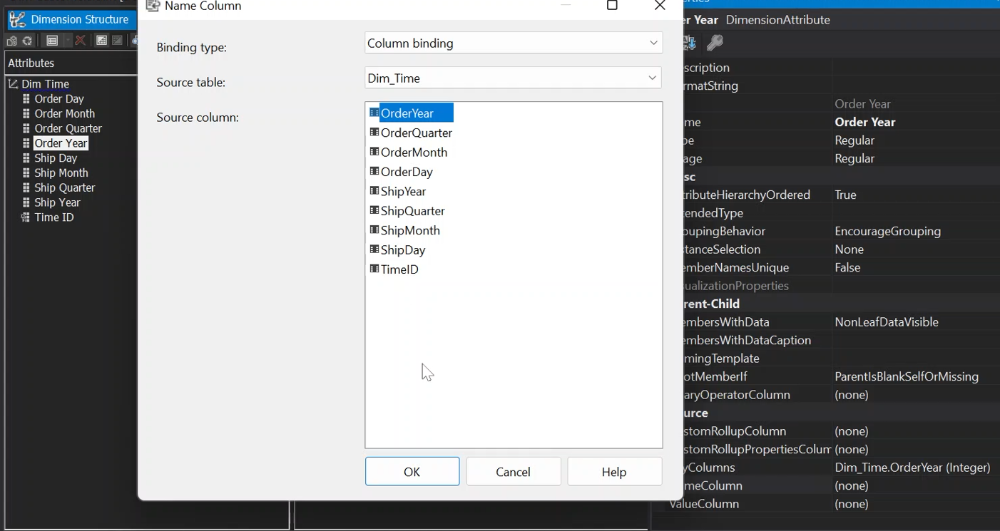 Name Column
Dimension Structure
er Year DimensionAttribute
Attributes
Dim Time
Order Day
Order Month
Order Quarter
Order Year
Ship Day
Ship Month
Ship Quarter
Ship Year
Time ID
Binding type:
Column binding
Source table:
Dim_Time
Source column:
OrderYear
OrderQuarter
OrderMonth
OrderDay
ShipYear
ShipQuarter
ShipMonth
ShipDay
TimeID
OK
Cancel
Help
scription
rmatString
Order Year
me Order Year
pe Regular
age Regular
sc
tributeHierarchyOrdered True
tendedType
oupingBehavior EncourageGrouping
stanceSelection None
emberNamesUnique False
sualizationProperties
rent-Child
embersWithData NonLeafDataVisible
embersWithDataCaption
mingTemplate
otMemberIf ParentIsBlankSelfOrMissing
aryOperatorColumn (none)
urce
stomRollupColumn (none)
stomRollupPropertiesColum (none)
yColumns Dim_Time.OrderYear (Integer)
meColumn (none)
ValueColumn (none)